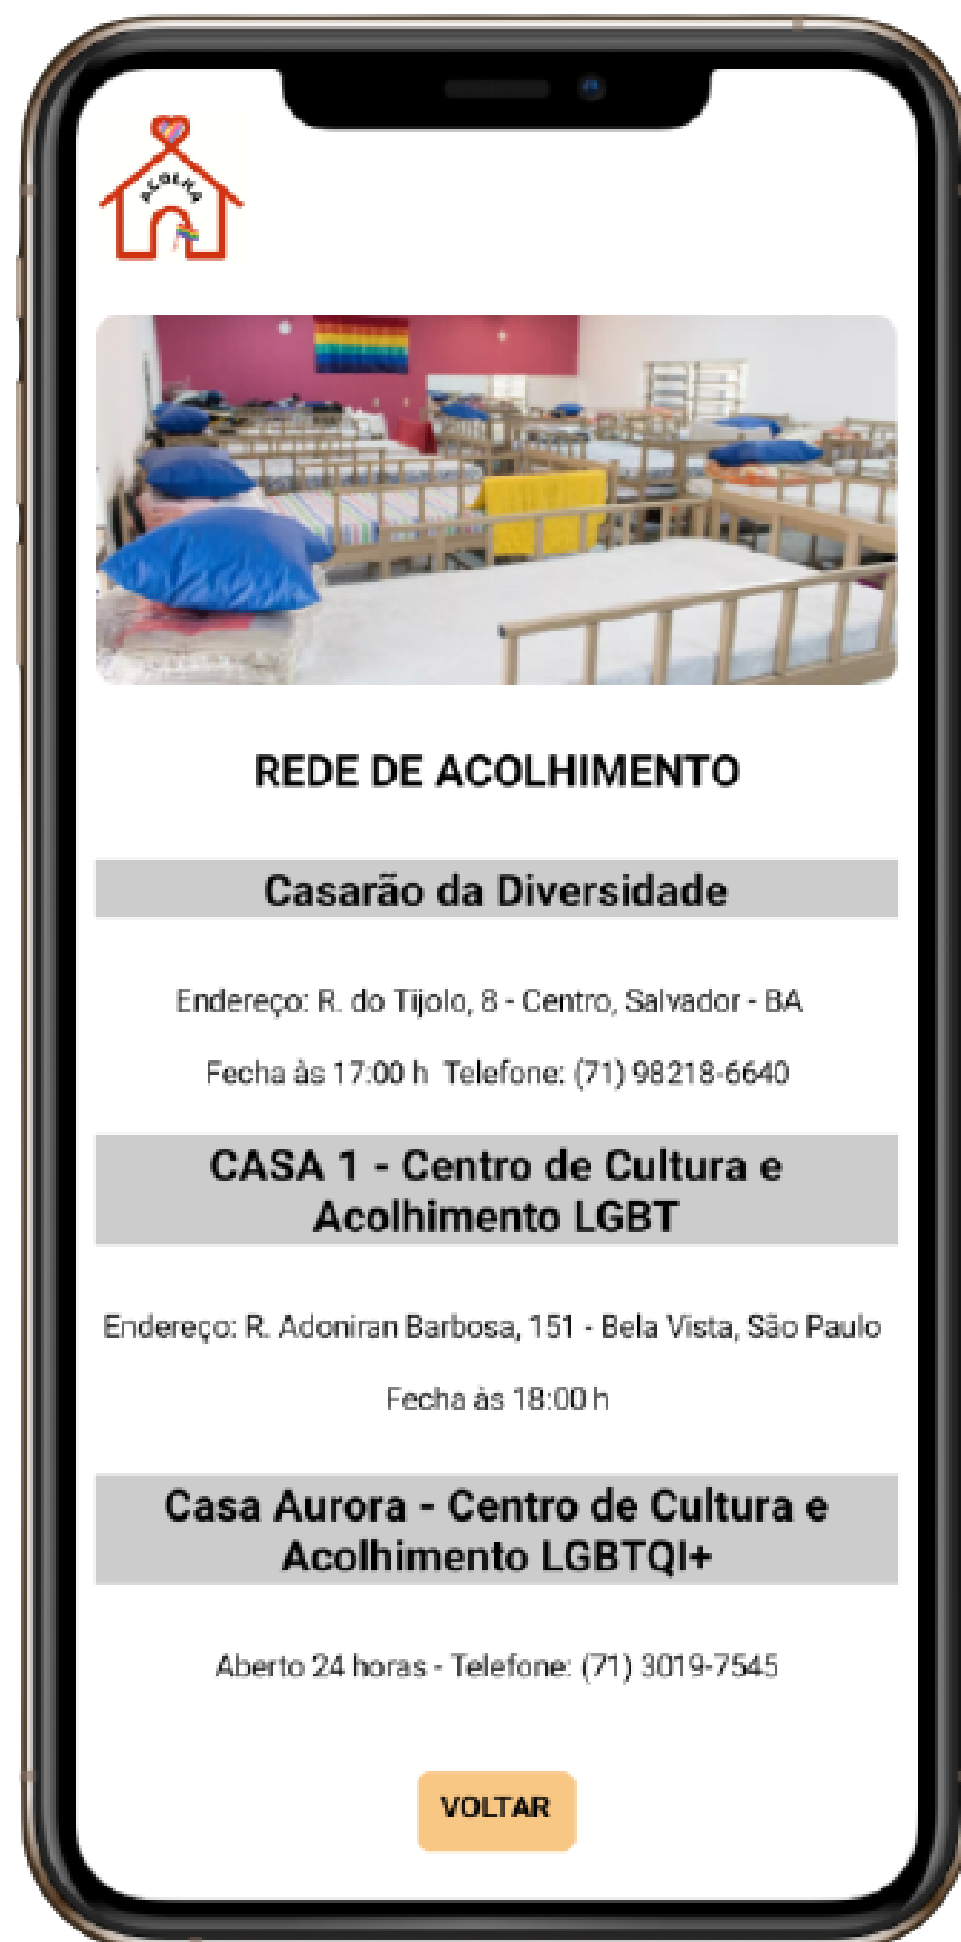 ACOLHA
REDE DE ACOLHIMENTO
Casarão da Diversidade
Endereço: R. do Tijolo, 8 - Centro, Salvador - BA
Fecha às 17:00 h Telefone: (71) 98218-6640
CASA 1 - Centro de Cultura e
Acolhimento LGBT
Endereço: R. Adoniran Barbosa, 151 - Bela Vista, São Paulo
Fecha às 18:00 h
Casa Aurora - Centro de Cultura e
Acolhimento LGBTQI+
Aberto 24 horas - Telefone: (71) 3019-7545
VOLTAR